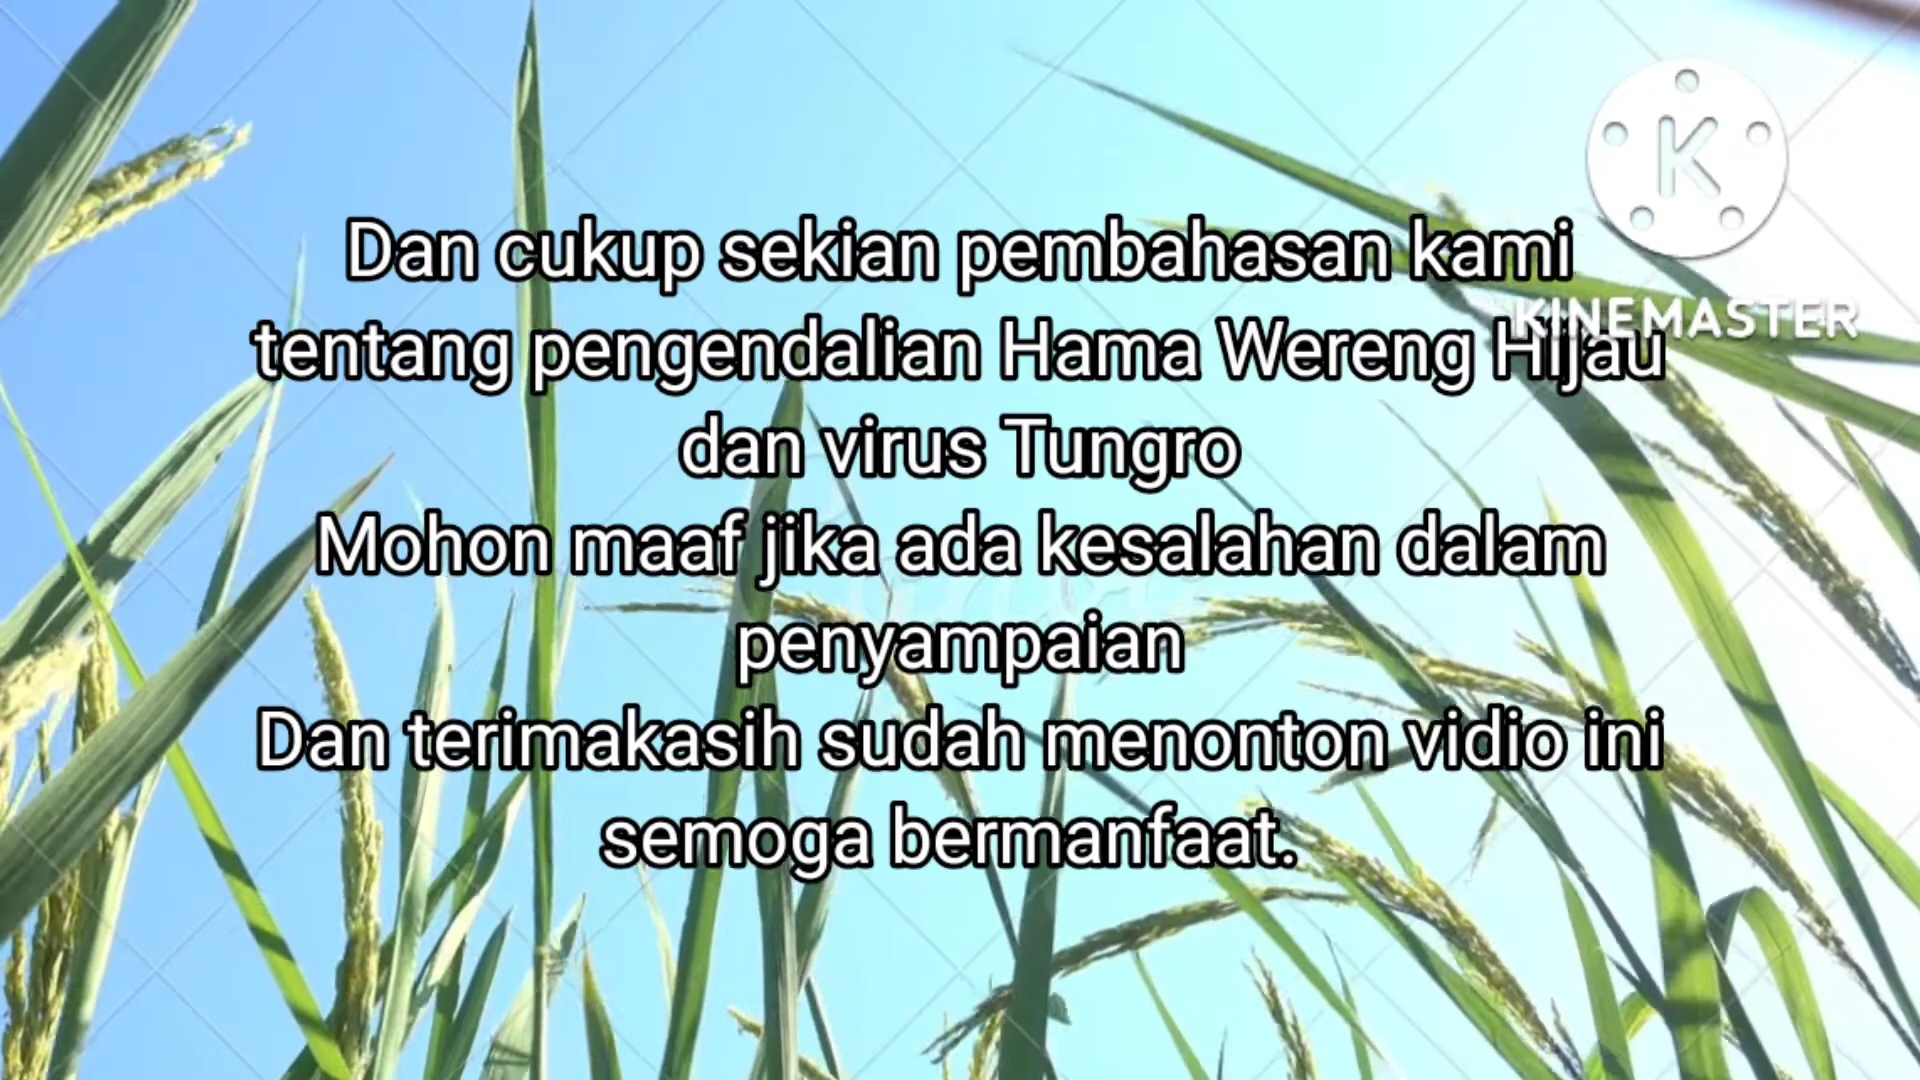 K
KINEMASTER
Dan cukup sekian pembahasan kami
tentang pengendalian Hama Wereng Hijau
dan virus Tungro
Mohon maaf jika ada kesalahan dalam
penyampaian
Dan terimakasih sudah menonton vidio ini
semoga bermanfaat.